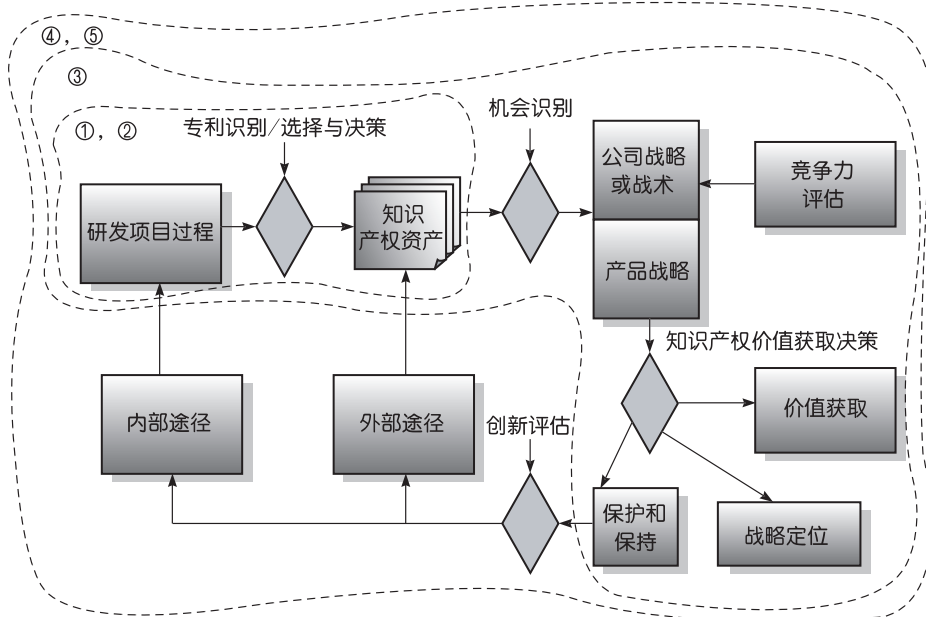 ④，⑤
③
①，②
专利识别/选择与决策
机会识别
研发项目过程
知识
产权资产
公司战略
或战术
竞争力
评估
产品战略
知识产权价值获取决策
内部途径
外部途径
创新评估
价值获取
保护和
保持
战略定位